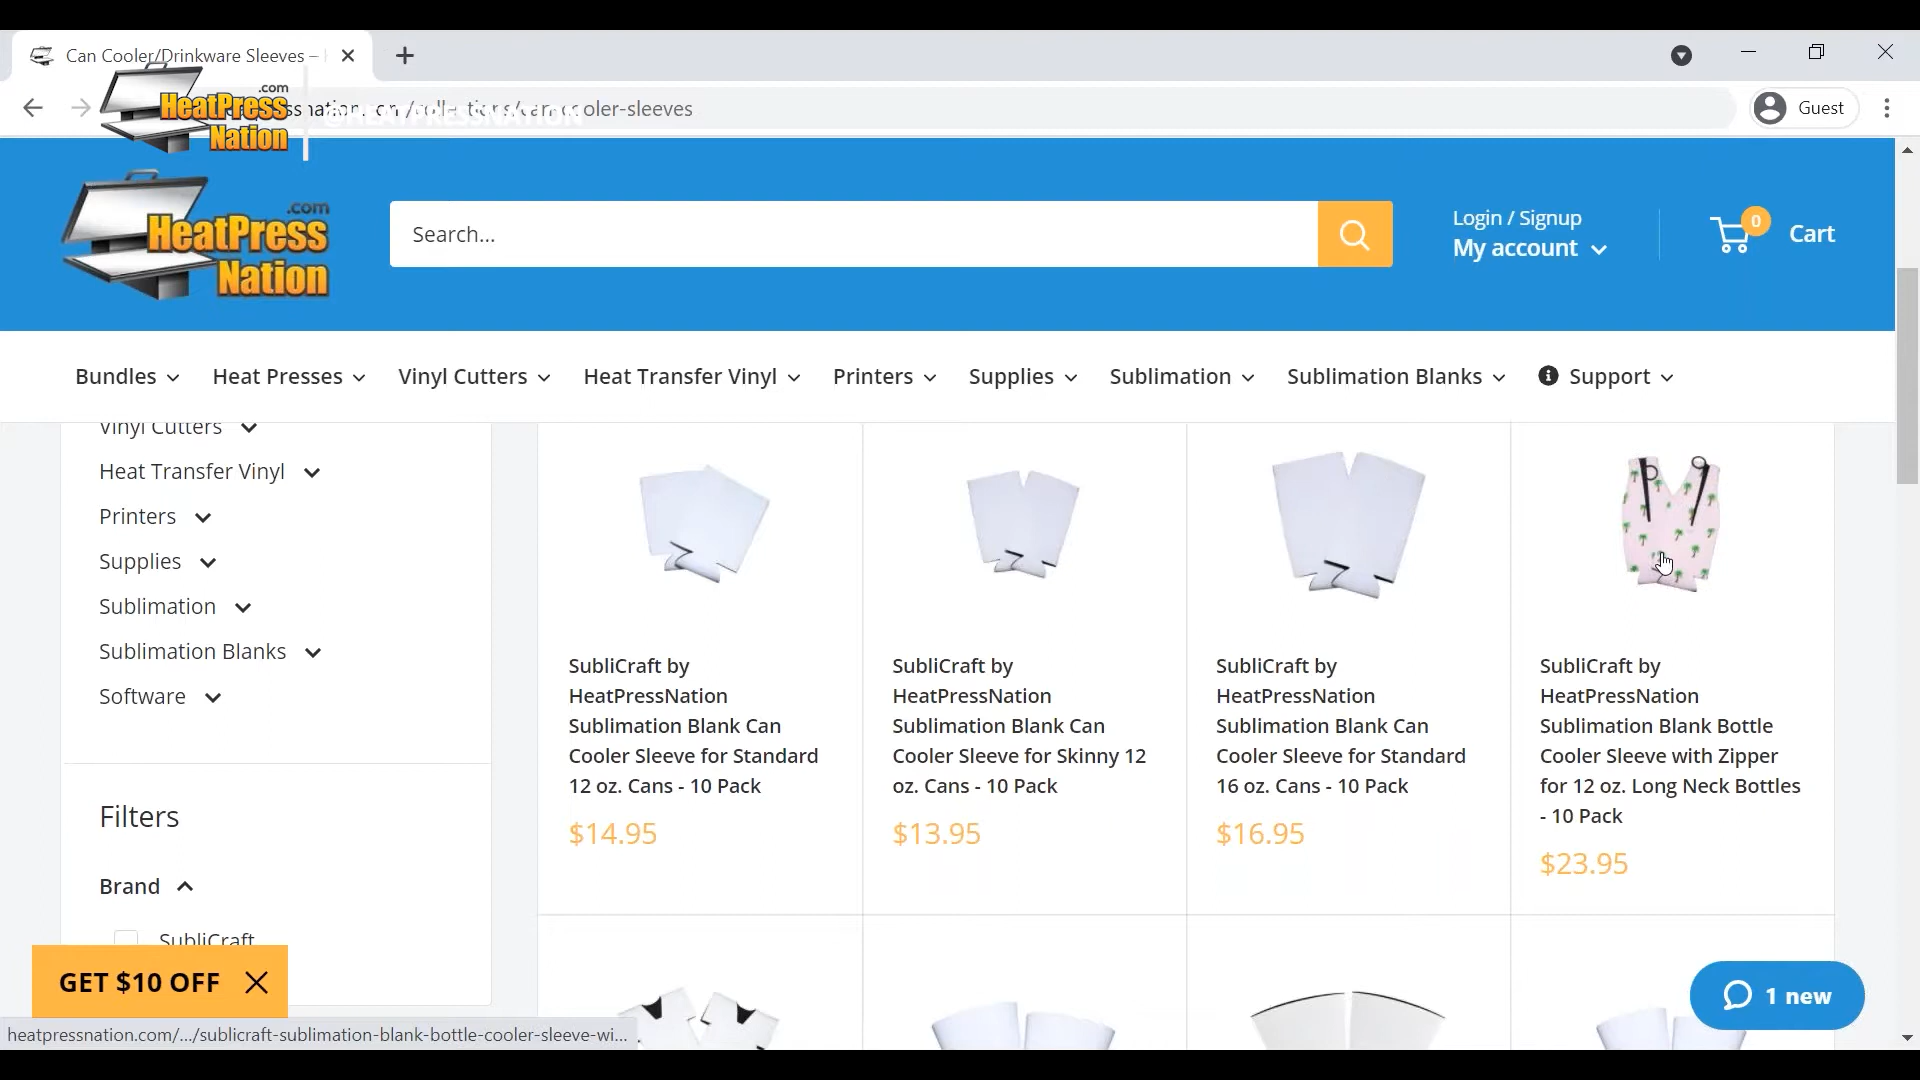 Can Cooler/Drinkware Sleeves –
.com
HeatPress
Nation
@HEATPRESSNATION
oler-sleeves
Guest
.com
HeatPress
Nation
Search...
Login / Signup
My account
0
Cart
Bundles
Heat Presses
Vinyl Cutters
Heat Transfer Vinyl
Printers
Supplies
Sublimation
Sublimation Blanks
Support
Vinyl Cutters
Heat Transfer Vinyl
Printers
Supplies
Sublimation
Sublimation Blanks
Software
Filters
Brand
SubliCraft
SubliCraft by
HeatPressNation
Sublimation Blank Can
Cooler Sleeve for Standard
12 oz. Cans - 10 Pack
$14.95
SubliCraft by
HeatPressNation
Sublimation Blank Can
Cooler Sleeve for Skinny 12
oz. Cans - 10 Pack
$13.95
SubliCraft by
HeatPressNation
Sublimation Blank Can
Cooler Sleeve for Standard
16 oz. Cans - 10 Pack
$16.95
SubliCraft by
HeatPressNation
Sublimation Blank Bottle
Cooler Sleeve with Zipper
for 12 oz. Long Neck Bottles
- 10 Pack
$23.95
GET $10 OFF
1 new
heatpressnation.com/.../sublicraft-sublimation-blank-bottle-cooler-sleeve-wi...